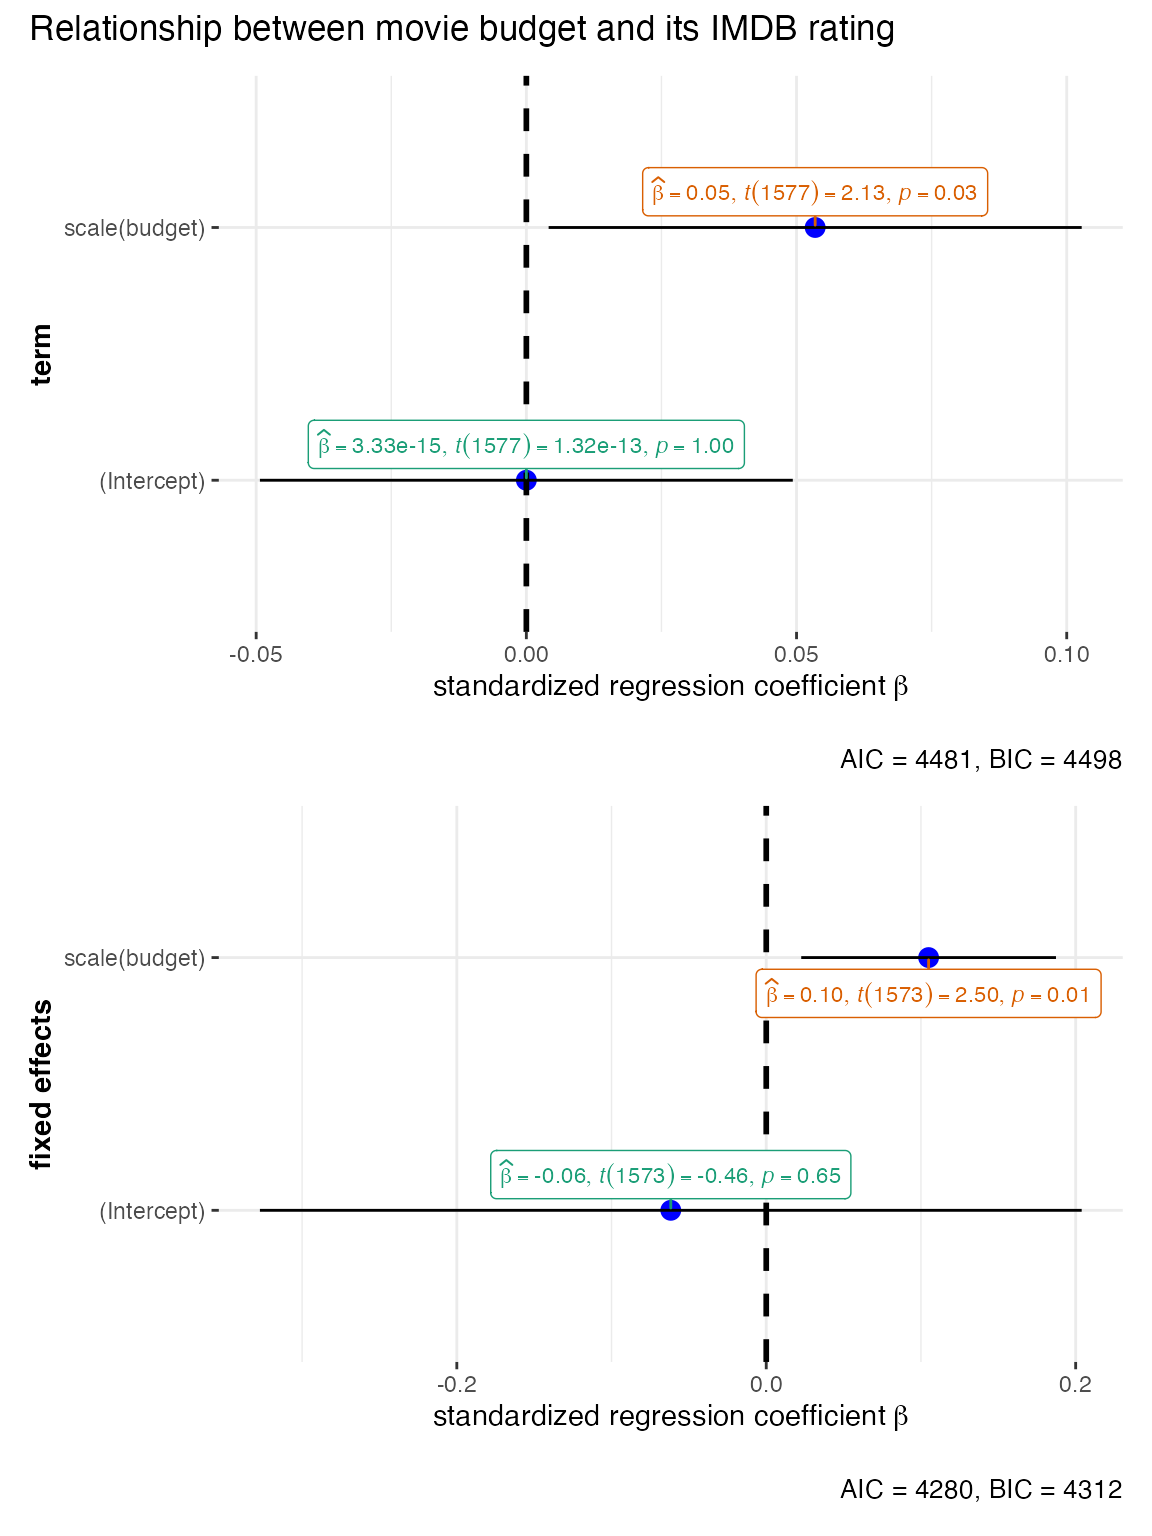 Relationship between movie budget and its IMDB rating
β̂ = 0.05, t(1577) = 2.13, p = 0.03
scale(budget)
term
β̂ = 3.33e-15, t(1577) = 1.32e-13, p = 1.00
(Intercept)
-0.05 0.00 0.05 0.10
standardized regression coefficient β
AIC = 4481, BIC = 4498
scale(budget)
β̂ = 0.10, t(1573) = 2.50, p = 0.01
fixed effects
β̂ = -0.06, t(1573) = -0.46, p = 0.65
(Intercept)
-0.2 0.0 0.2
standardized regression coefficient β
AIC = 4280, BIC = 4312